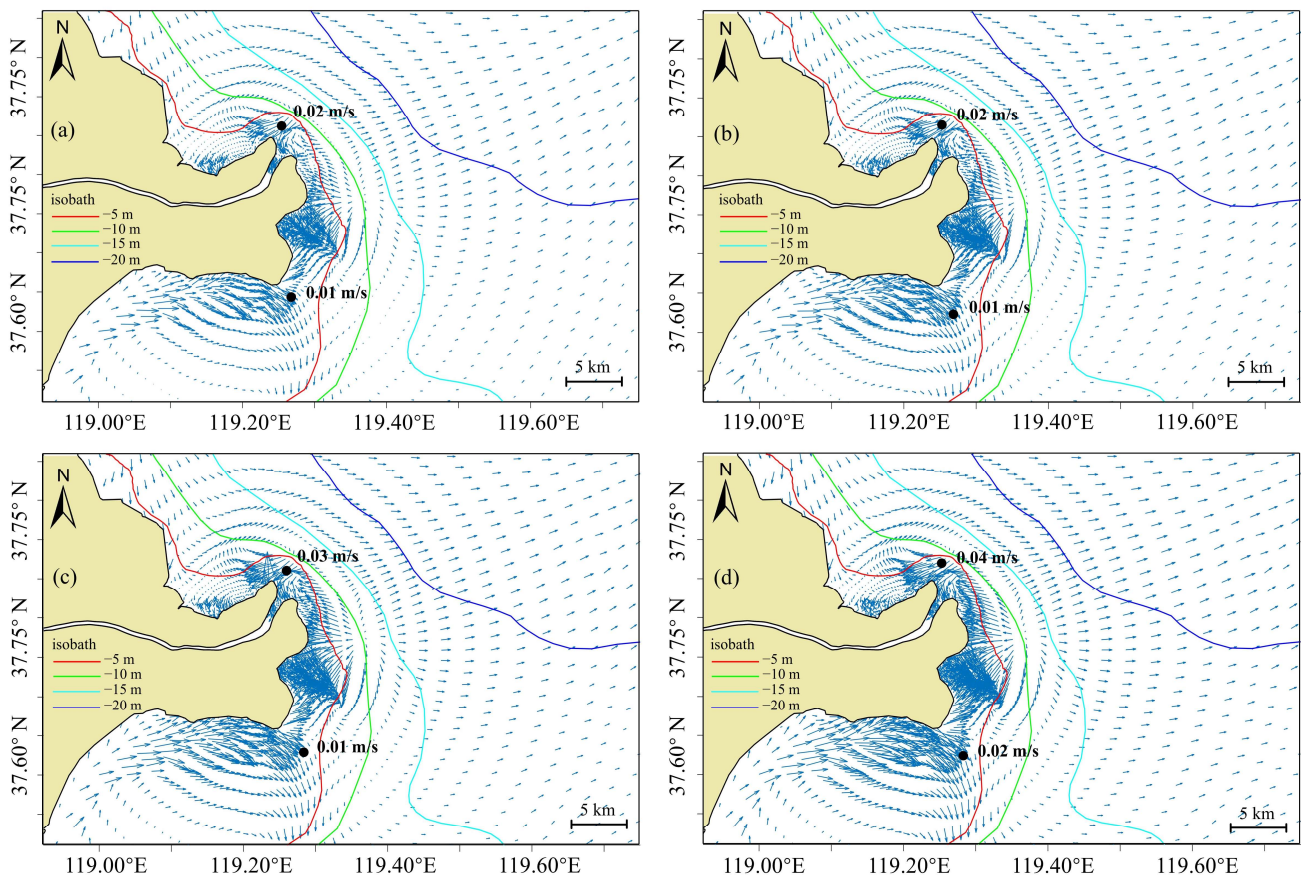 N
37.75° N
(a)
0.02 m/s
37.75° N
isobath
−5 m
−10 m
−15 m
−20 m
0.01 m/s
37.60° N
5 km
119.00°E
119.20°E
119.40°E
119.60°E
N
37.75° N
(b)
0.02 m/s
37.75° N
isobath
−5 m
−10 m
−15 m
−20 m
0.01 m/s
37.60° N
5 km
119.00°E
119.20°E
119.40°E
119.60°E
N
37.75° N
(c)
0.03 m/s
37.75° N
isobath
−5 m
−10 m
−15 m
−20 m
0.01 m/s
37.60° N
5 km
119.00°E
119.20°E
119.40°E
119.60°E
N
37.75° N
(d)
0.04 m/s
37.75° N
isobath
−5 m
−10 m
−15 m
−20 m
0.02 m/s
37.60° N
5 km
119.00°E
119.20°E
119.40°E
119.60°E